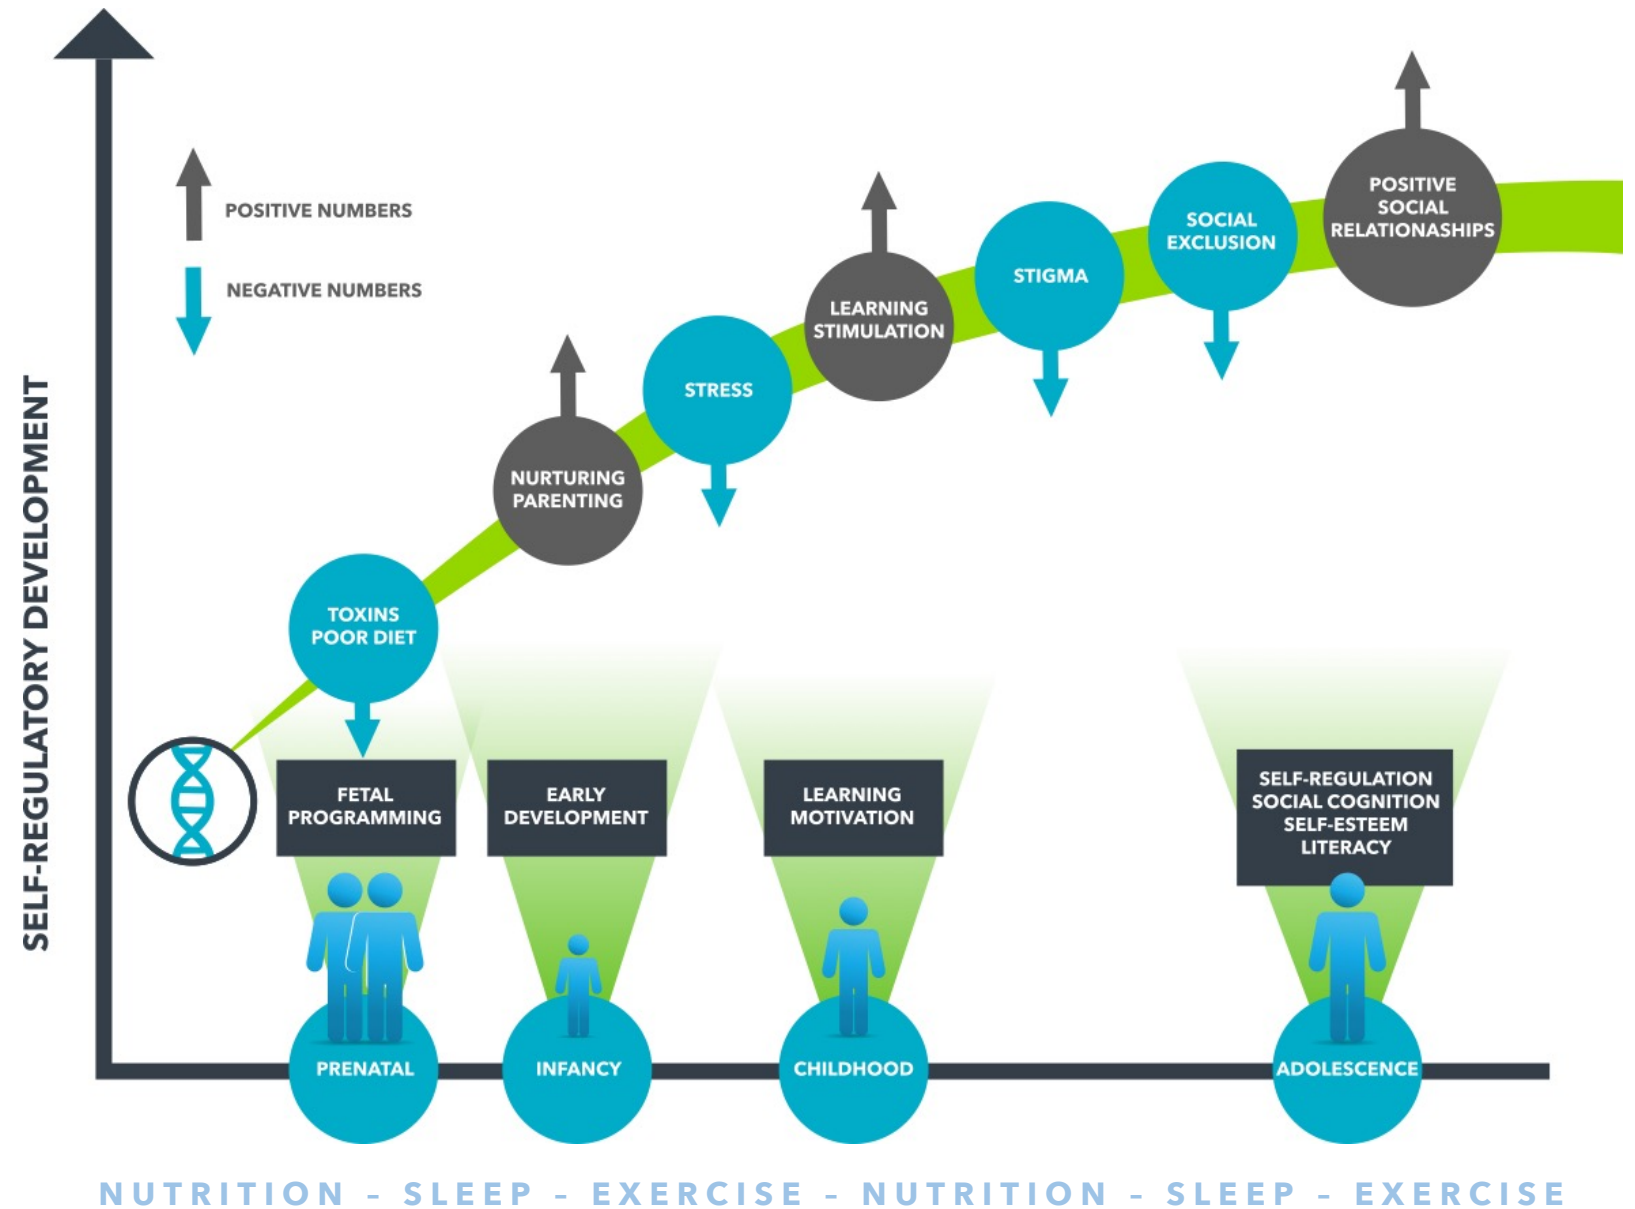 POSITIVE NUMBERS
NEGATIVE NUMBERS
SELF-REGULATORY DEVELOPMENT
TOXINS
POOR DIET
NURTURING
PARENTING
STRESS
LEARNING
STIMULATION
STIGMA
SOCIAL
EXCLUSION
POSITIVE
SOCIAL
RELATIONASHIPS
FETAL
PROGRAMMING
EARLY
DEVELOPMENT
LEARNING
MOTIVATION
SELF-REGULATION
SOCIAL COGNITION
SELF-ESTEEM
LITERACY
PRENATAL
INFANCY
CHILDHOOD
ADOLESCENCE
NUTRITION – SLEEP – EXERCISE – NUTRITION – SLEEP – EXERCISE